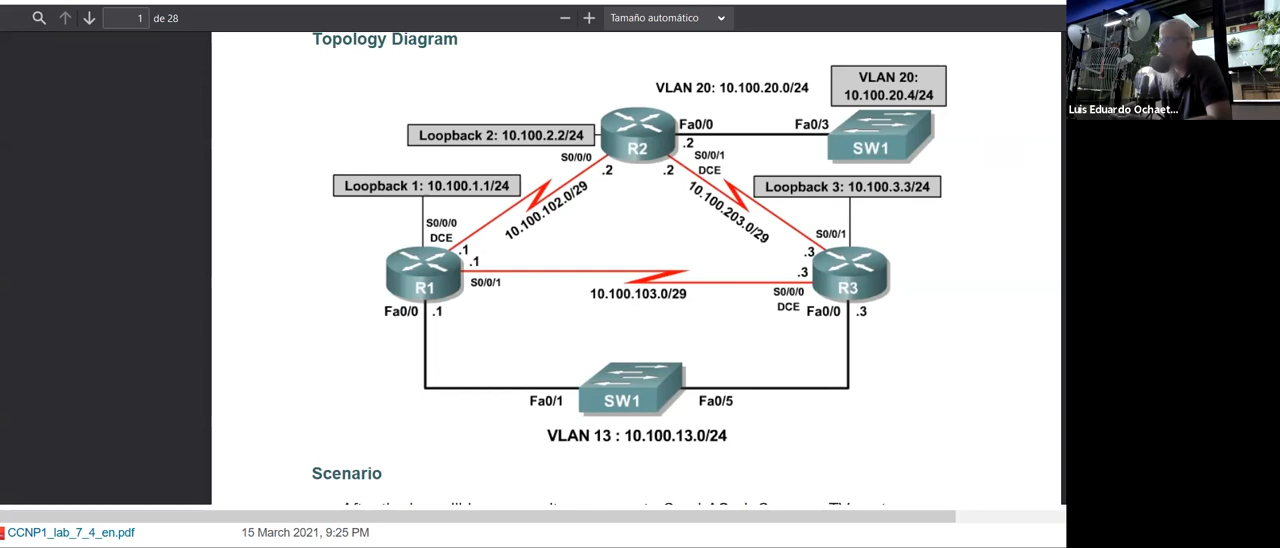 1 de 28
Tamaño automático
Topology Diagram
VLAN 20: 10.100.20.0/24
VLAN 20:
10.100.20.4/24
Loopback 2: 10.100.2.2/24
R2
Fa0/0
Fa0/3
.2
SW1
S0/0/0
.2
.2
S0/0/1
DCE
Loopback 1: 10.100.1.1/24
10.100.102.0/29
10.100.203.0/29
Loopback 3: 10.100.3.3/24
S0/0/0
DCE
.1
.1
S0/0/1
R1
Fa0/0
.1
10.100.103.0/29
S0/0/1
.3
.3
S0/0/0
DCE
R3
Fa0/0
.3
Fa0/1
SW1
Fa0/5
VLAN 13 : 10.100.13.0/24
Scenario
CCNP1_lab_7_4_en.pdf
15 March 2021, 9:25 PM
Luis Eduardo Ochaet...